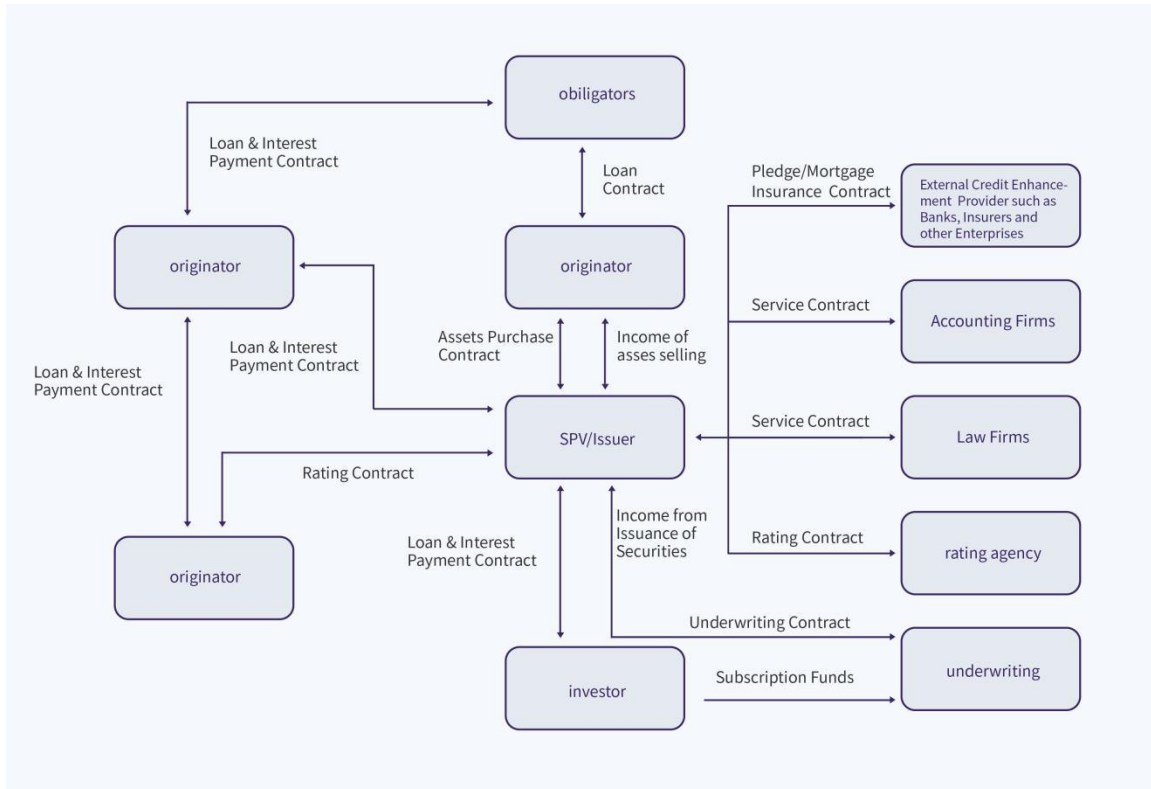 obiligators
Loan & Interest
Payment Contract
Loan
Contract
Pledge/Mortgage
Insurance Contract
External Credit Enhance-
ment Provider such as
Banks, Insurers and
other Enterprises
originator
originator
Service Contract
Accounting Firms
Assets Purchase
Contract
Income of
asses selling
Loan & Interest
Payment Contract
Loan & Interest
Payment Contract
SPV/Issuer
Service Contract
Law Firms
Rating Contract
Income from
Issuance of
Securities
Loan & Interest
Payment Contract
Rating Contract
rating agency
originator
Underwriting Contract
investor
Subscription Funds
underwriting